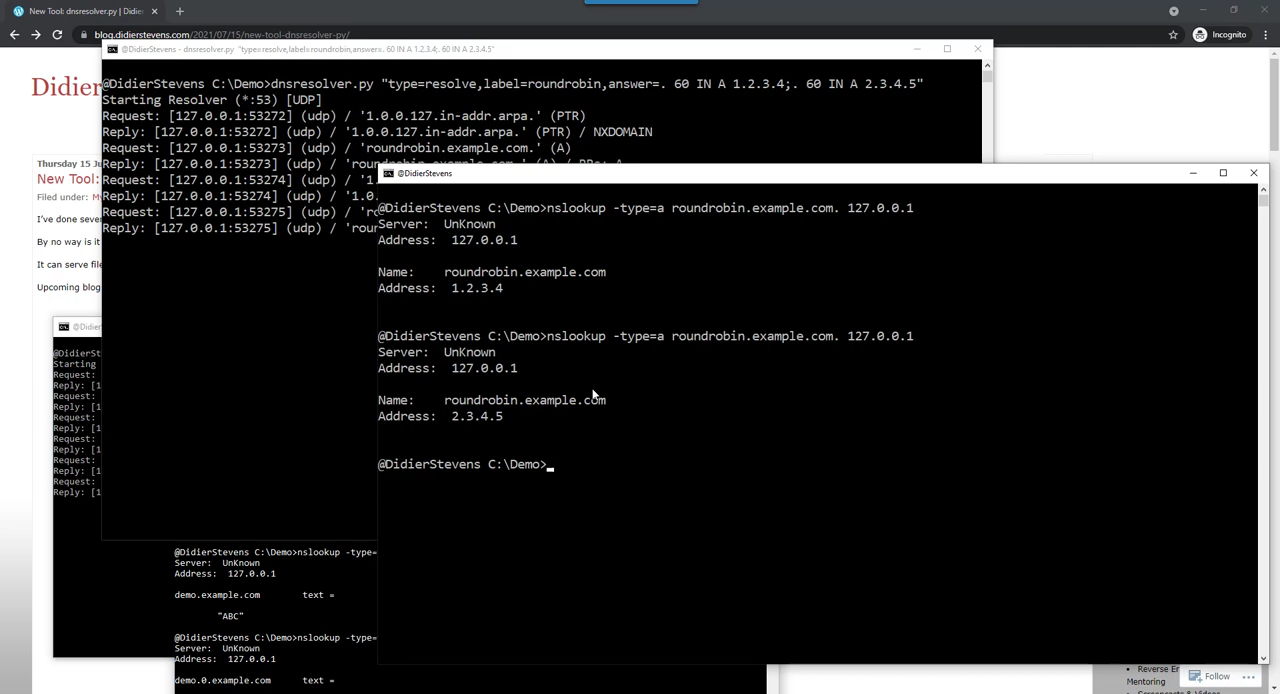 New Tool: dnsresolver.py | Didier
blog.didierstevens.com/2021/07/15/new-tool-dnsresolver-py/
Incognito
Didier
Thursday 15 Ju
New Tool:
Filed under: My
I've done sever
By no way is it
It can serve file
Upcoming blog
@DidierStevens - dnsresolver.py "type=resolve,label=roundrobin,answer=. 60 IN A 1.2.3.4;. 60 IN A 2.3.4.5"
@DidierStevens C:\Demo>dnsresolver.py "type=resolve,label=roundrobin,answer=. 60 IN A 1.2.3.4;. 60 IN A 2.3.4.5"
Starting Resolver (*:53) [UDP]
Request: [127.0.0.1:53272] (udp) / '1.0.0.127.in-addr.arpa.' (PTR)
Reply: [127.0.0.1:53272] (udp) / '1.0.0.127.in-addr.arpa.' (PTR) / NXDOMAIN
Request: [127.0.0.1:53273] (udp) / 'roundrobin.example.com.' (A)
Reply: [127.0.0.1:53273] (udp) / 'roundrobin.example.com.' (A) / RRs: A
Request: [127.0.0.1:53274] (udp) / '1.
Reply: [127.0.0.1:53274] (udp) / '1.0.
Request: [127.0.0.1:53275] (udp) / 'ro
Reply: [127.0.0.1:53275] (udp) / 'roun
@DidierStevens
@DidierStevens C:\Demo>nslookup -type=a roundrobin.example.com. 127.0.0.1
Server:  UnKnown
Address:  127.0.0.1
Name:    roundrobin.example.com
Address:  1.2.3.4
@DidierStevens C:\Demo>nslookup -type=a roundrobin.example.com. 127.0.0.1
Server:  UnKnown
Address:  127.0.0.1
Name:    roundrobin.example.com
Address:  2.3.4.5
@DidierStevens C:\Demo>
@Didier
@DidierSt
Starting
Request:
Reply: [1
Request:
Reply: [1
Request:
Reply: [1
Request:
Reply: [1
Request:
Reply: [1
Request:
Reply: [1
@DidierStevens C:\Demo>nslookup -type=
Server:  UnKnown
Address:  127.0.0.1
demo.example.com        text =
"ABC"
@DidierStevens C:\Demo>nslookup -type=
Server:  UnKnown
Address:  127.0.0.1
demo.0.example.com      text =
Reverse En
Mentoring
Follow